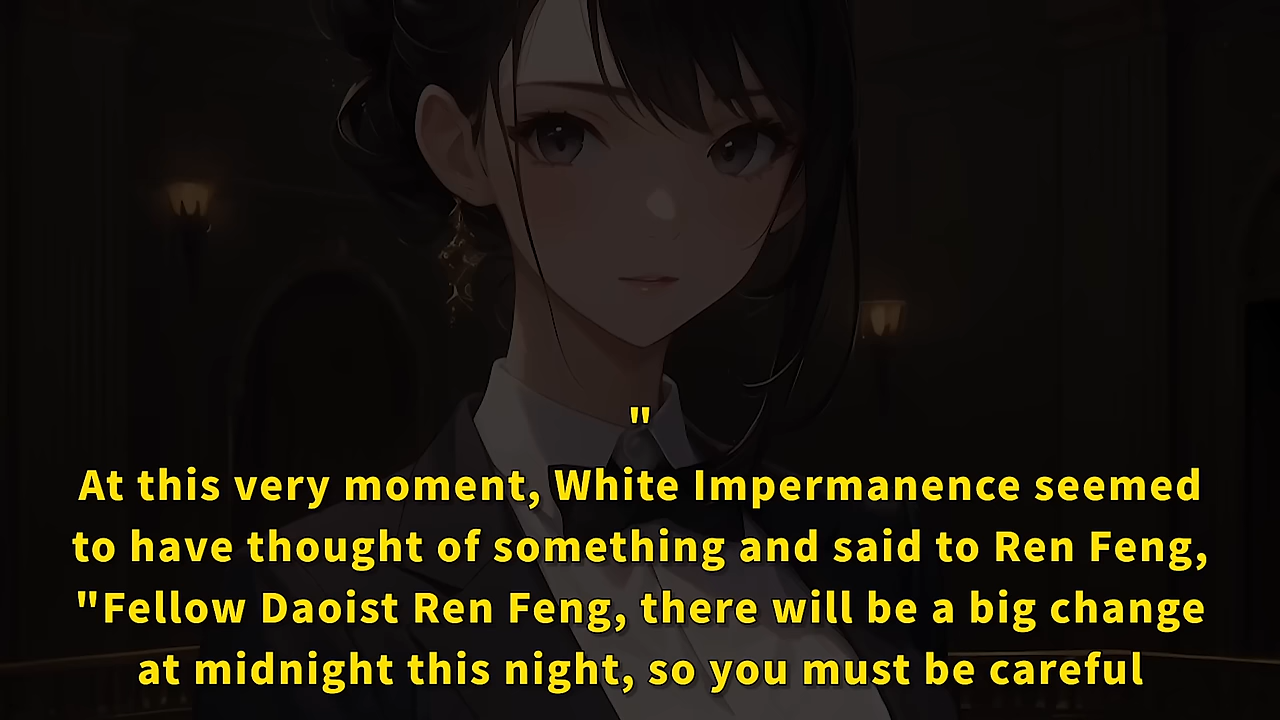 "
At this very moment, White Impermanence seemed
to have thought of something and said to Ren Feng,
"Fellow Daoist Ren Feng, there will be a big change
at midnight this night, so you must be careful